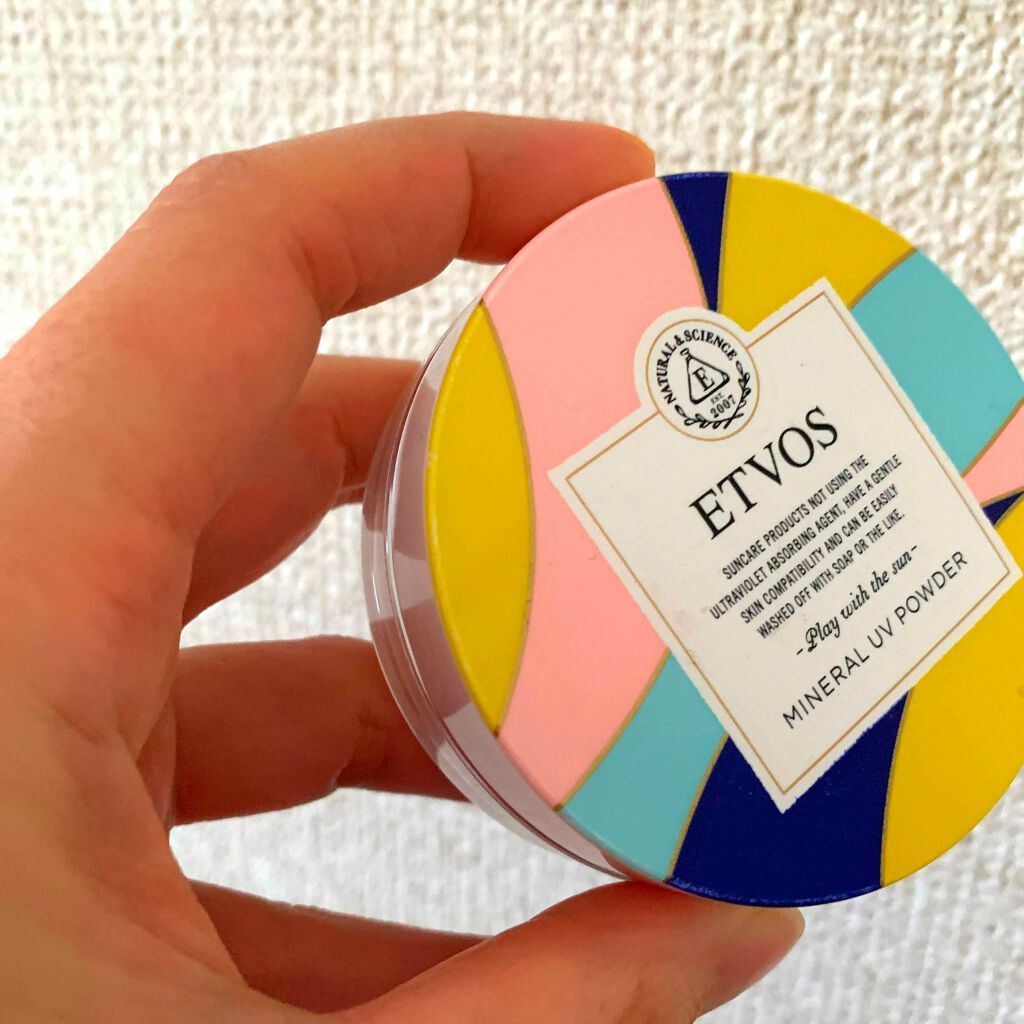 NATURAL & SCIENCE
E
EST.
2007
ETVOS
SUNCARE PRODUCTS NOT USING THE
ULTRAVIOLET ABSORBING AGENT, HAVE A GENTLE
SKIN COMPATIBILITY AND CAN BE EASILY
WASHED OFF WITH SOAP OR THE LIKE.
-Play with the sun-
MINERAL UV POWDER